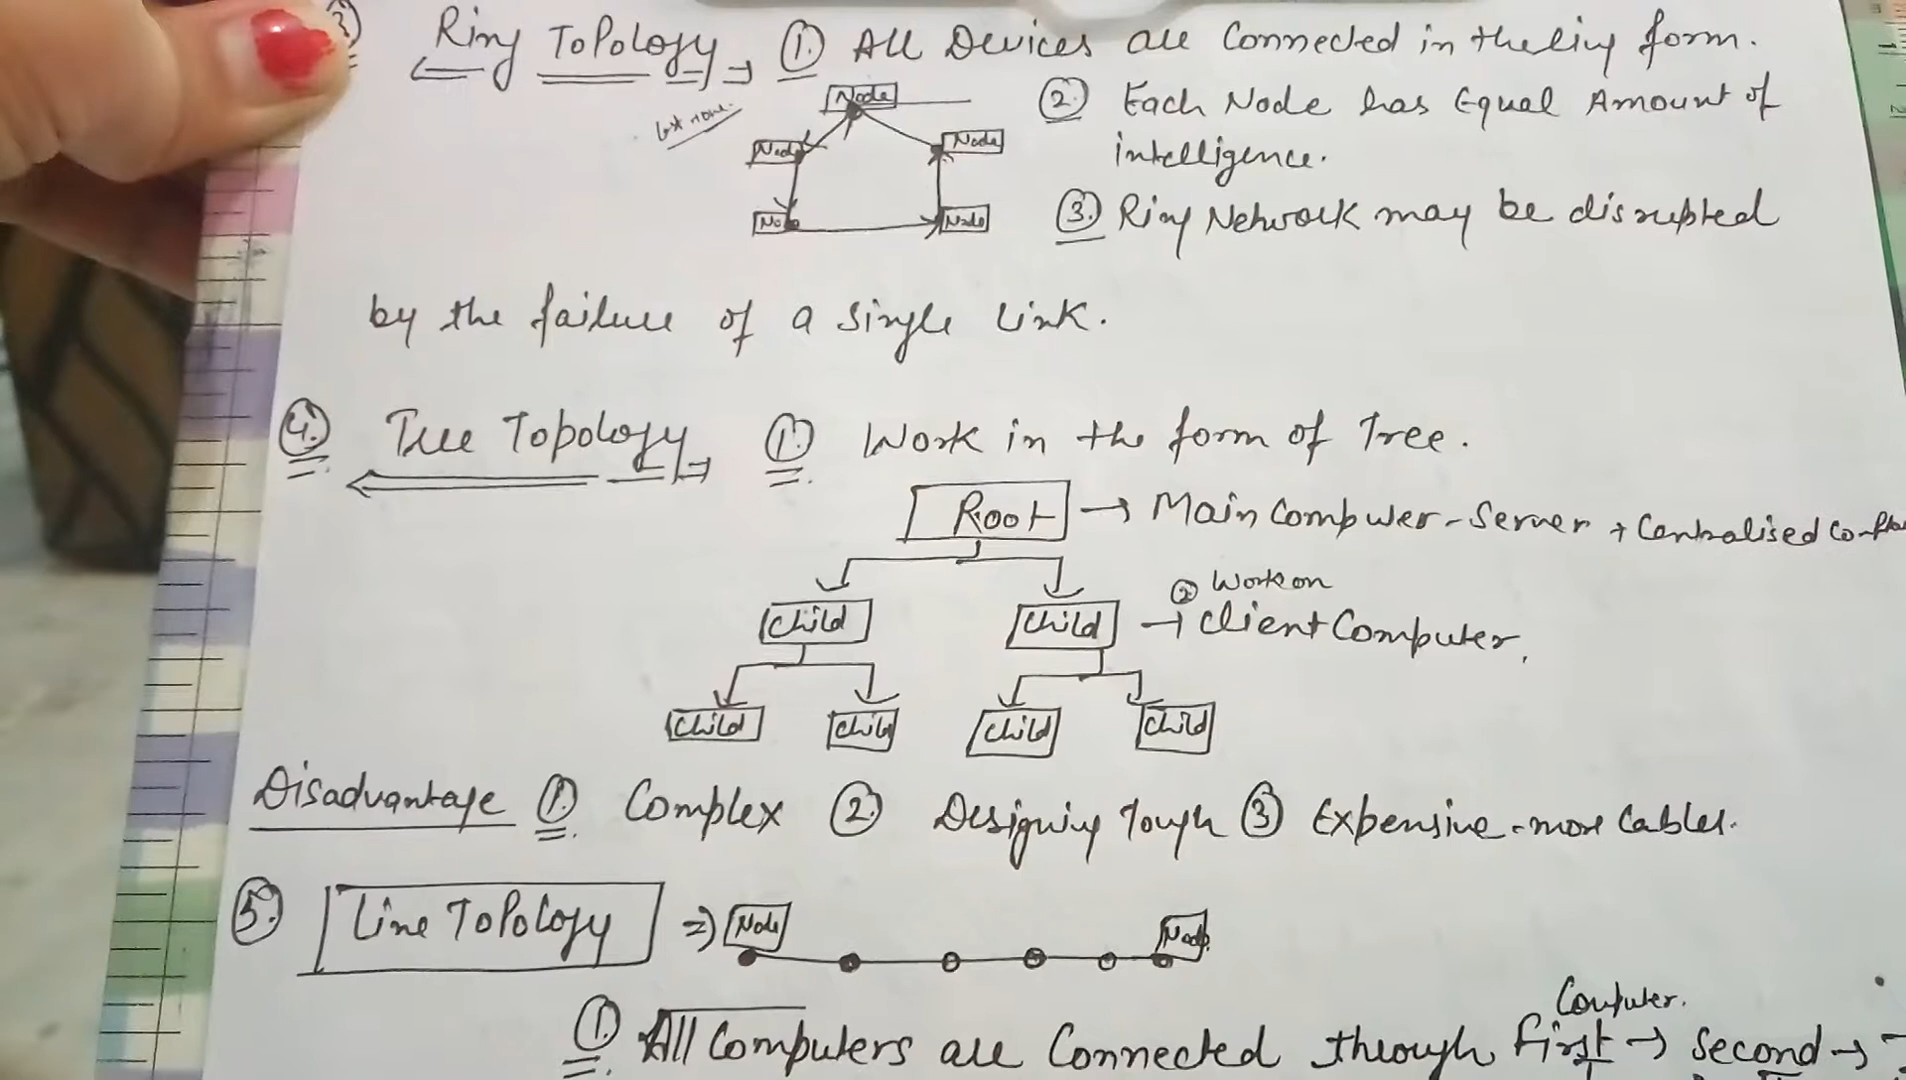 3. Ring Topology → 1. All Devices are Connected in the ring form.
Node
2. Each Node has Equal Amount of
intelligence.
Node Node
No Node
3. Ring Network may be disrupted
by the failure of a single link.
4. Tree Topology → 1. Work in the form of Tree.
Root → Main Computer - Server + Centralised
2 Work on
Child Child → Client Computer.
Child Child Child Child
Disadvantage 1. Complex 2. Designing Tough 3 Expensive - more Cables.
5. Line Topology ⇒ Node Node
Computer.
1. All Computers are Connected through first → Second →